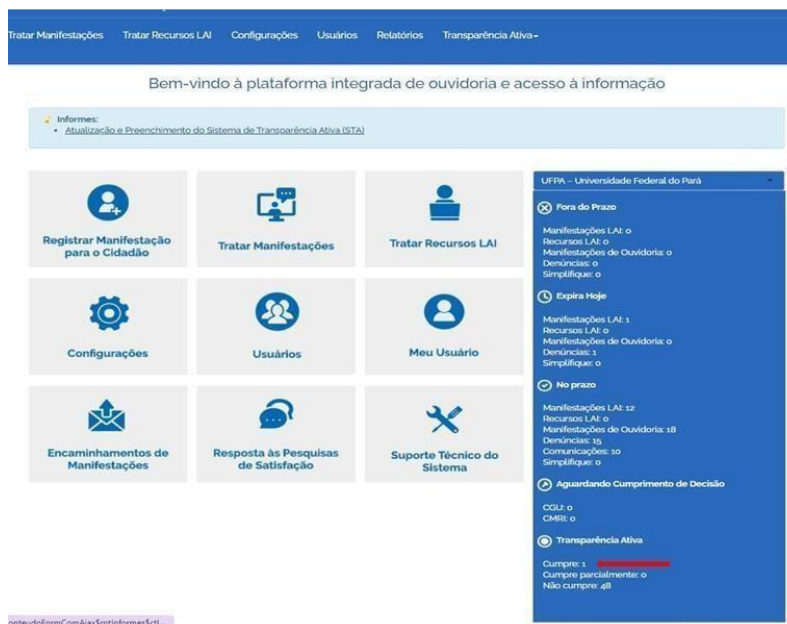 Tratar Manifestações Tratar Recursos LAI Configurações Usuários Relatórios Transparência Ativa
Bem-vindo à plataforma integrada de ouvidoria e acesso à informação
Informes:
Atualização e Preenchimento do Sistema de Transparência Ativa (STA)
Registrar Manifestação
para o Cidadão
Tratar Manifestações
Tratar Recursos LAI
Configurações
Usuários
Meu Usuário
Encaminhamentos de
Manifestações
Resposta às Pesquisas
de Satisfação
Suporte Técnico do
Sistema
UFPA – Universidade Federal do Pará
Fora do Prazo
Manifestações LAI: 0
Recursos LAI: 0
Manifestações de Ouvidoria: 0
Denúncias: 0
Simplifique: 0
Expira Hoje
Manifestações LAI: 1
Recursos LAI: 0
Manifestações de Ouvidoria: 0
Denúncias: 1
Simplifique: 0
No prazo
Manifestações LAI: 12
Recursos LAI: 0
Manifestações de Ouvidoria: 18
Denúncias: 15
Comunicações: 10
Simplifique: 0
Aguardando Cumprimento de Decisão
CGU: 0
CMRI: 0
Transparência Ativa
Cumpre: 1
Cumpre parcialmente: 0
Não cumpre: 48